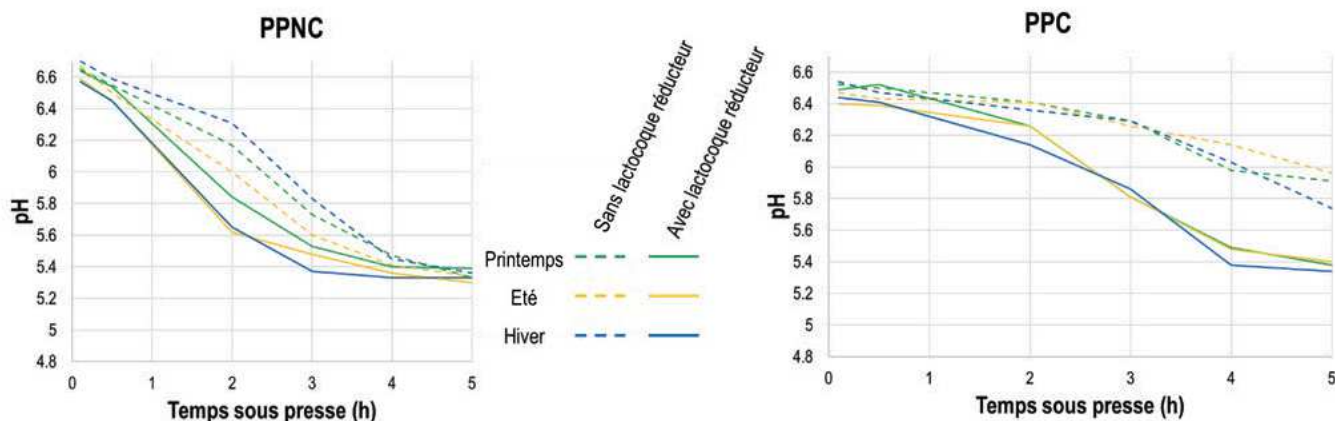 PPNC
6.6
6.4
6.2
6
5.8
5.6
5.4
5.2
5
4.8
pH
0 1 2 3 4 5
Temps sous presse (h)
Sans lactocoque réducteur
Avec lactocoque réducteur
Printemps
Eté
Hiver
PPC
6.6
6.4
6.2
6
5.8
5.6
5.4
5.2
5
4.8
pH
0 1 2 3 4 5
Temps sous presse (h)